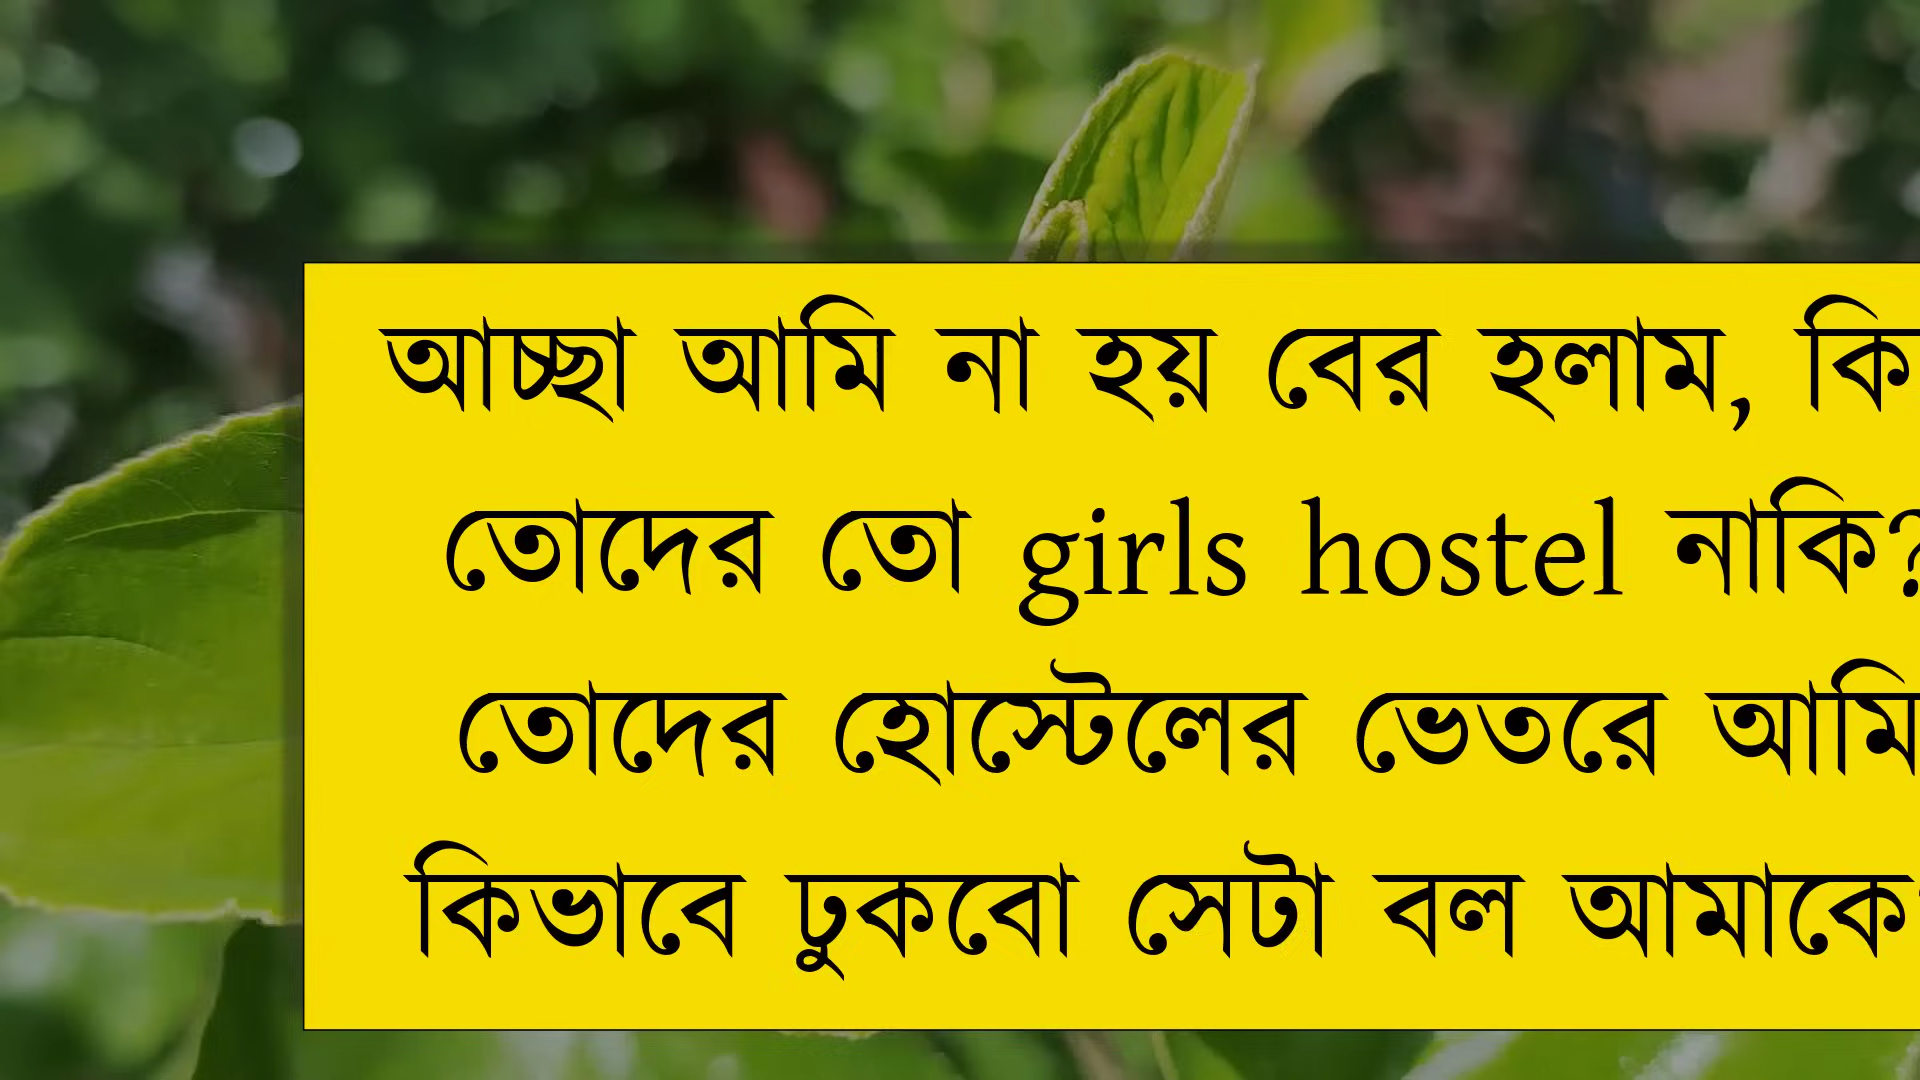 আচ্ছা আমি না হয় বের হলাম, কি
তোদের তো girls hostel নাকি?
তোদের হোস্টেলের ভেতরে আমি
কিভাবে ঢুকবো সেটা বল আমাকে